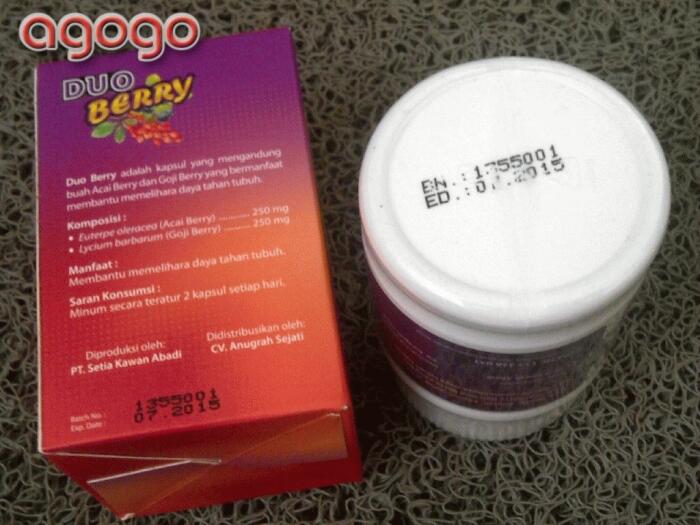 agogo
DUO
BERRY
Duo Berry adalah kapsul yang mengandung
buah Acai Berry dan Goji Berry yang bermanfaat
membantu memelihara daya tahan tubuh.
Komposisi :
• Euterpe oleracea (Acai Berry) .......... 250 mg
• Lycium barbarum (Goji Berry) ......... 250 mg
Manfaat :
Membantu memelihara daya tahan tubuh.
Saran Konsumsi :
Minum secara teratur 2 kapsul setiap hari.
Diproduksi oleh:
PT. Setia Kawan Abadi
Didistribusikan oleh:
CV. Anugrah Sejati
Batch No. : 1355001
Exp. Date : 07.2015
BN.:1355001
ED.:07.2015